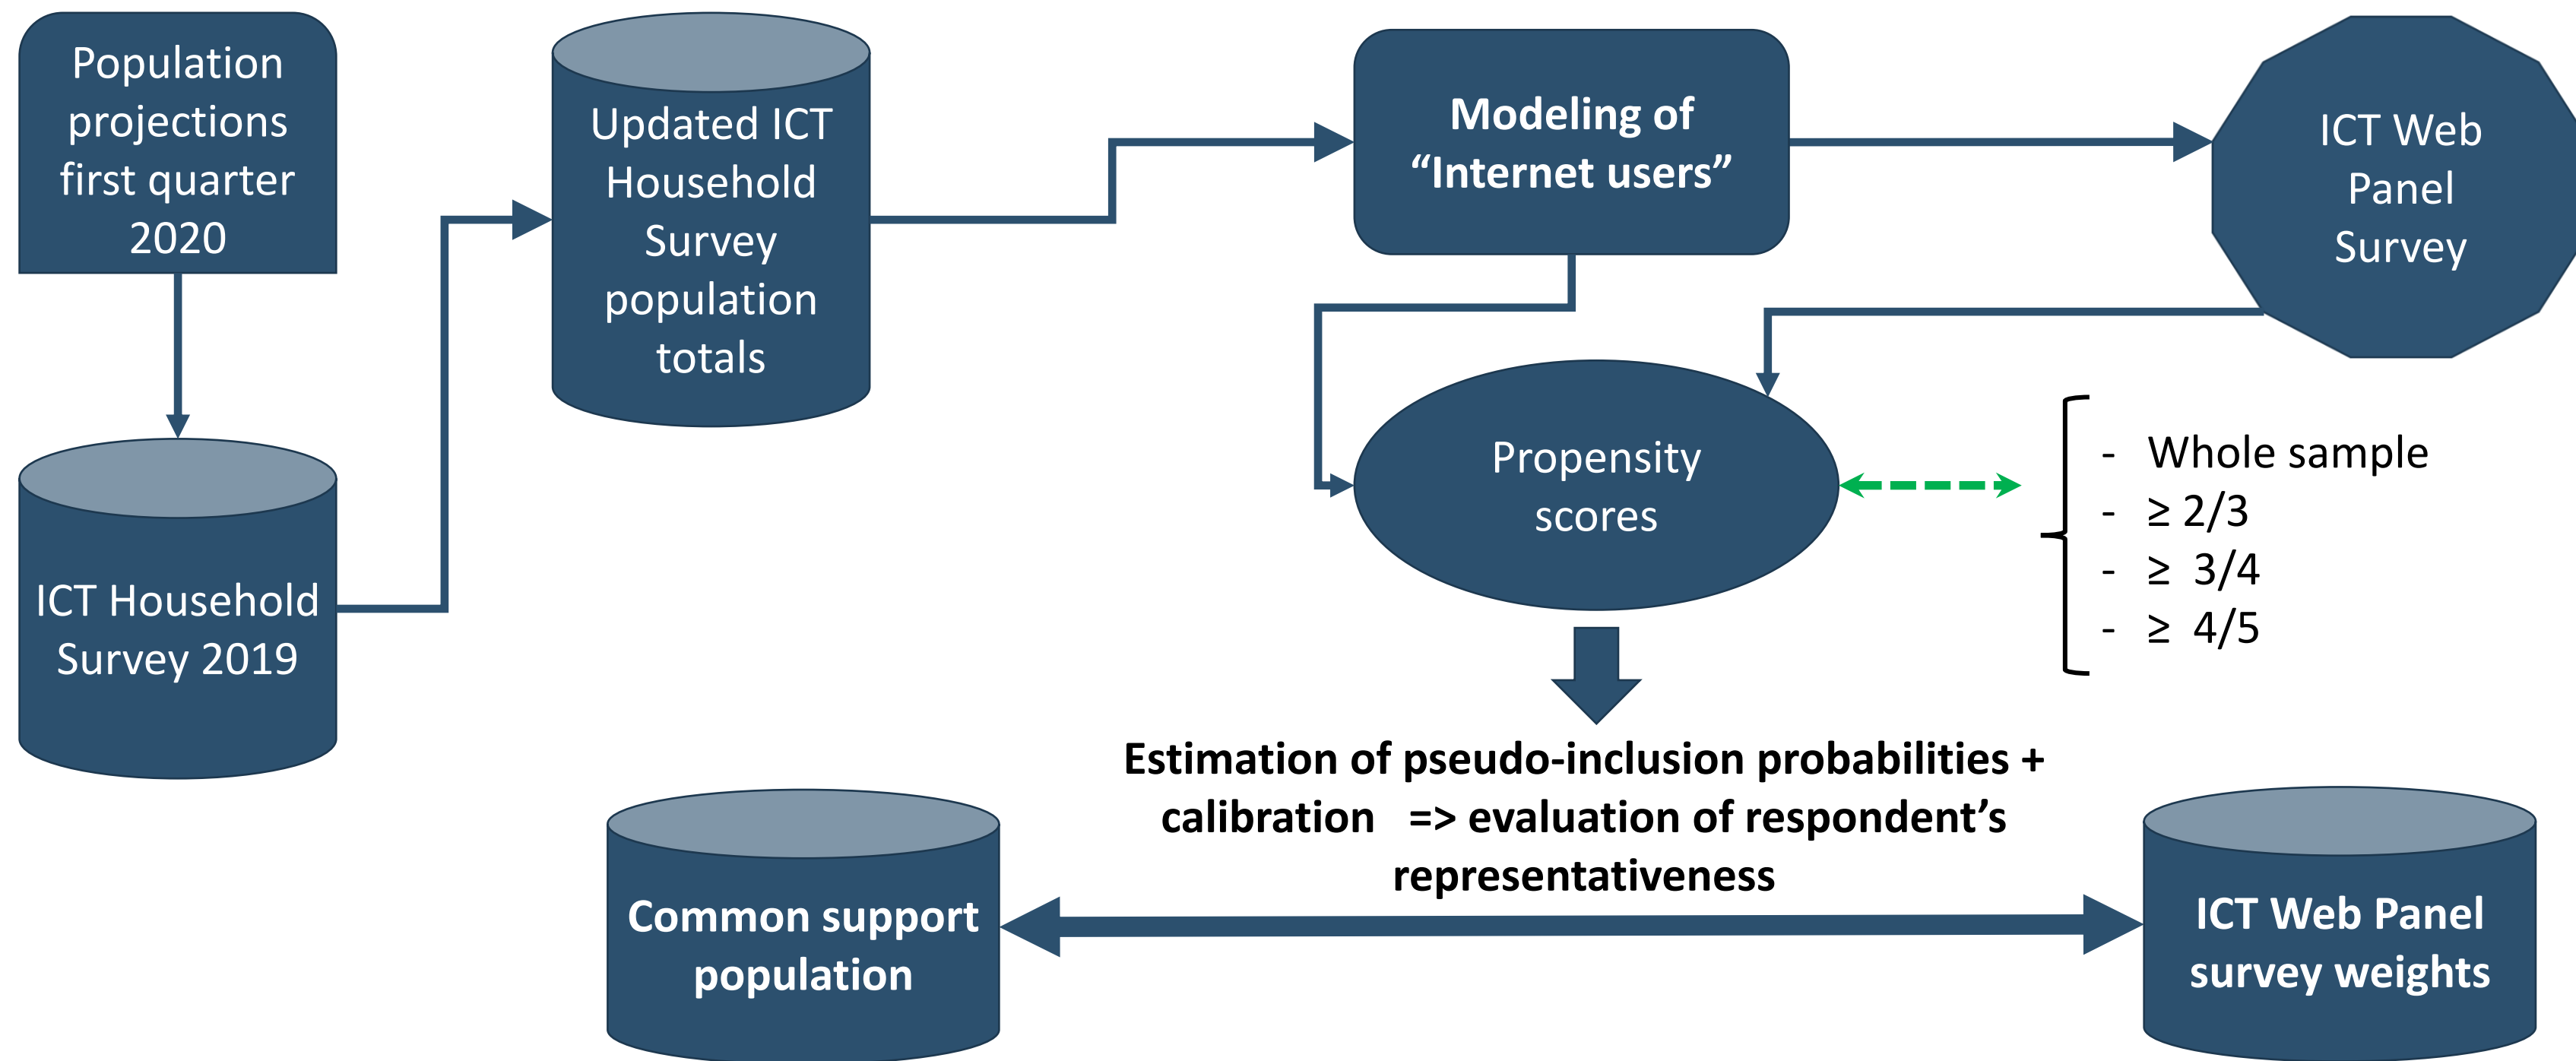 Population
projections
first quarter
2020
Updated ICT
Household
Survey
population
totals
Modeling of
“Internet users”
ICT Web
Panel
Survey
ICT Household
Survey 2019
Propensity
scores
- Whole sample
- ≥ 2/3
- ≥ 3/4
- ≥ 4/5
Estimation of pseudo-inclusion probabilities +
calibration => evaluation of respondent’s
representativeness
Common support
population
ICT Web Panel
survey weights